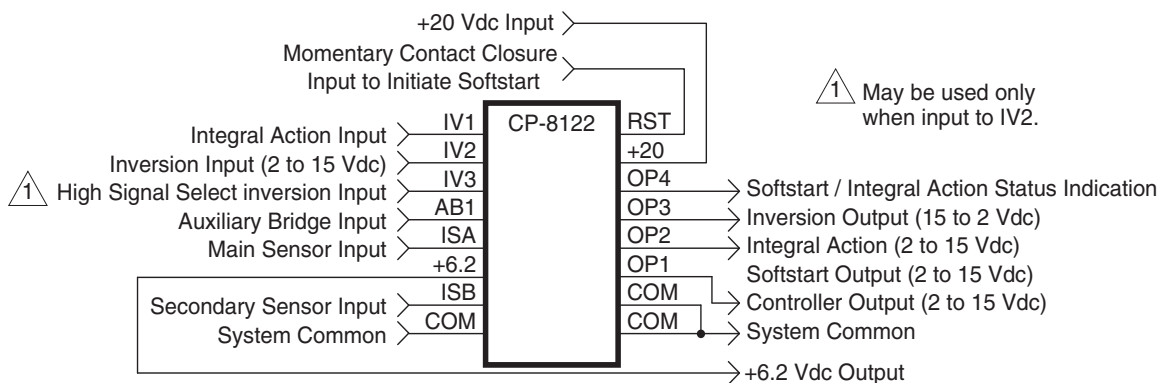 +20 Vdc Input
Momentary Contact Closure
Input to Initiate Softstart
1 May be used only
when input to IV2.
CP-8122
Integral Action Input IV1 RST
Inversion Input (2 to 15 Vdc) IV2 +20
1 High Signal Select inversion Input IV3 OP4 Softstart / Integral Action Status Indication
Auxiliary Bridge Input AB1 OP3 Inversion Output (15 to 2 Vdc)
Main Sensor Input ISA OP2 Integral Action (2 to 15 Vdc)
+6.2 OP1 Softstart Output (2 to 15 Vdc)
Secondary Sensor Input ISB COM Controller Output (2 to 15 Vdc)
System Common COM COM System Common
+6.2 Vdc Output